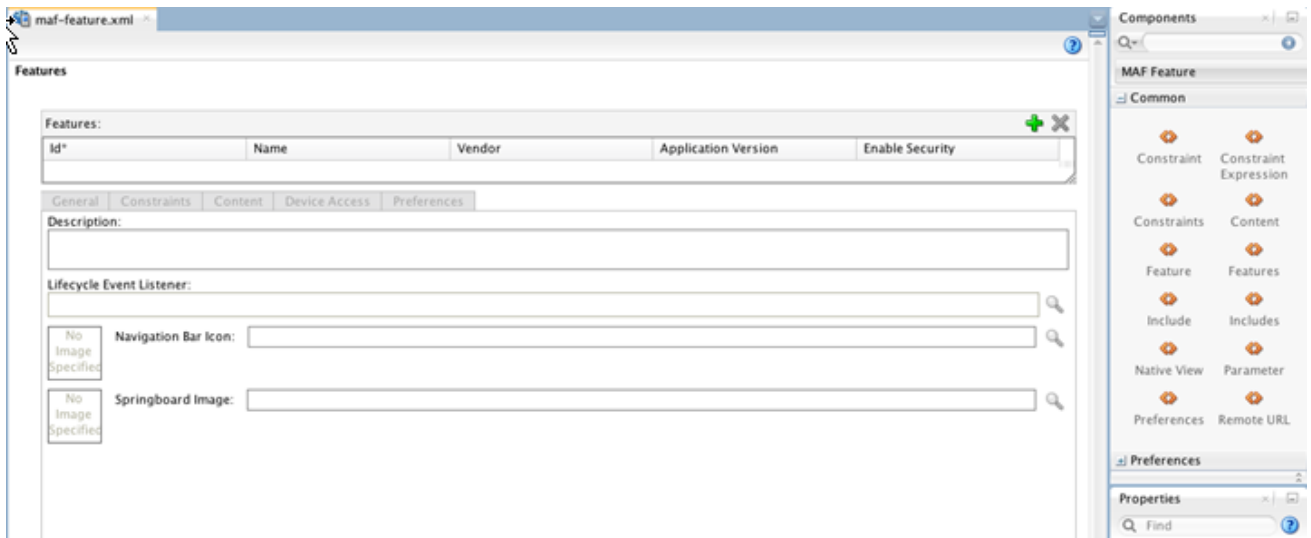 maf-feature.xml
Features
Features:
Id* Name Vendor Application Version Enable Security
General Constraints Content Device Access Preferences
Description:
Lifecycle Event Listener:
No
Image
Specified
Navigation Bar Icon:
No
Image
Specified
Springboard Image:
Components
MAF Feature
Common
Constraint Constraint
Expression
Constraints Content
Feature Features
Include Includes
Native View Parameter
Preferences Remote URL
Preferences
Properties
Find